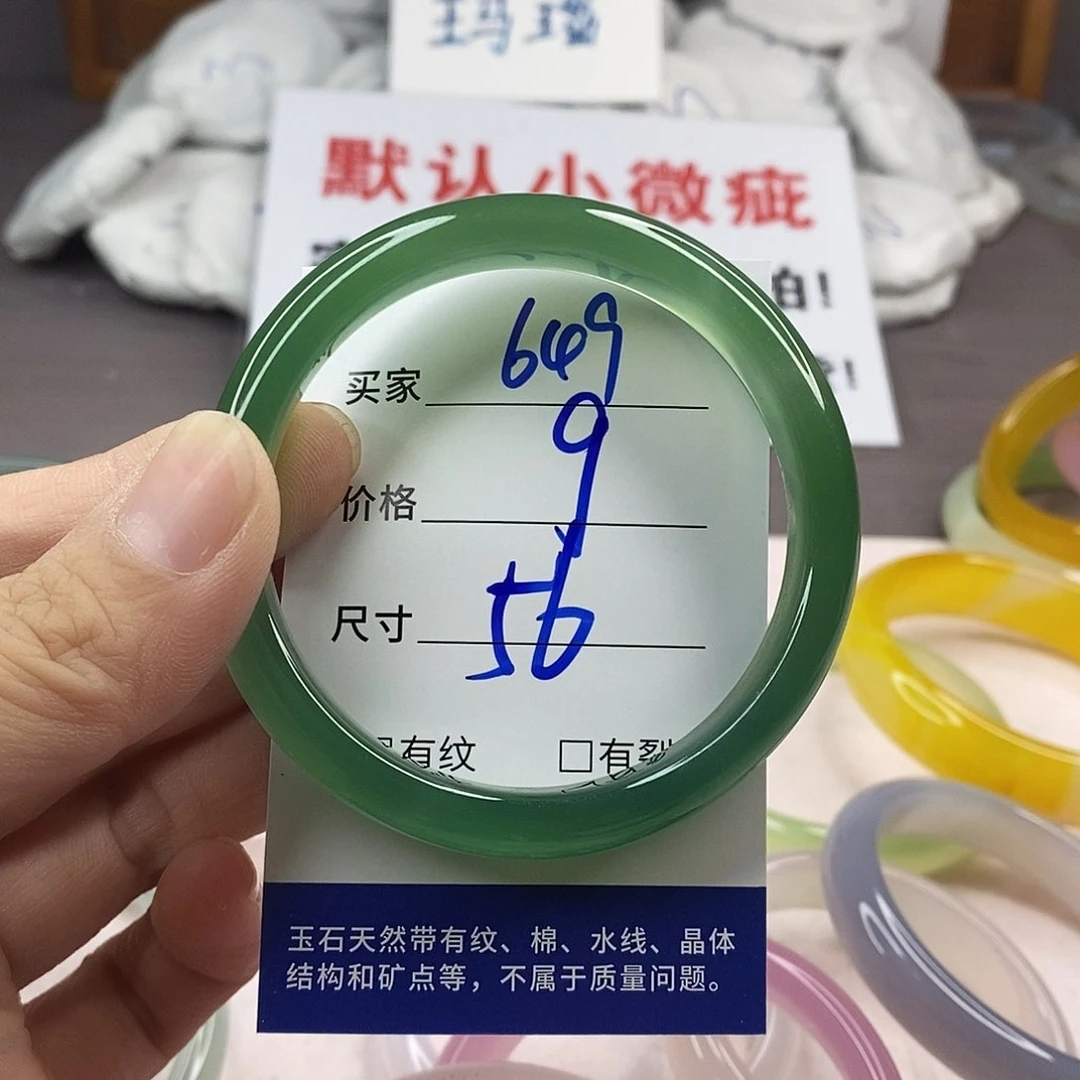 玛瑙
默认小微疵
拍!
!
买家 649
价格 9
尺寸 56
有纹 □有裂
玉石天然带有纹、棉、水线、晶体
结构和矿点等，不属于质量问题。